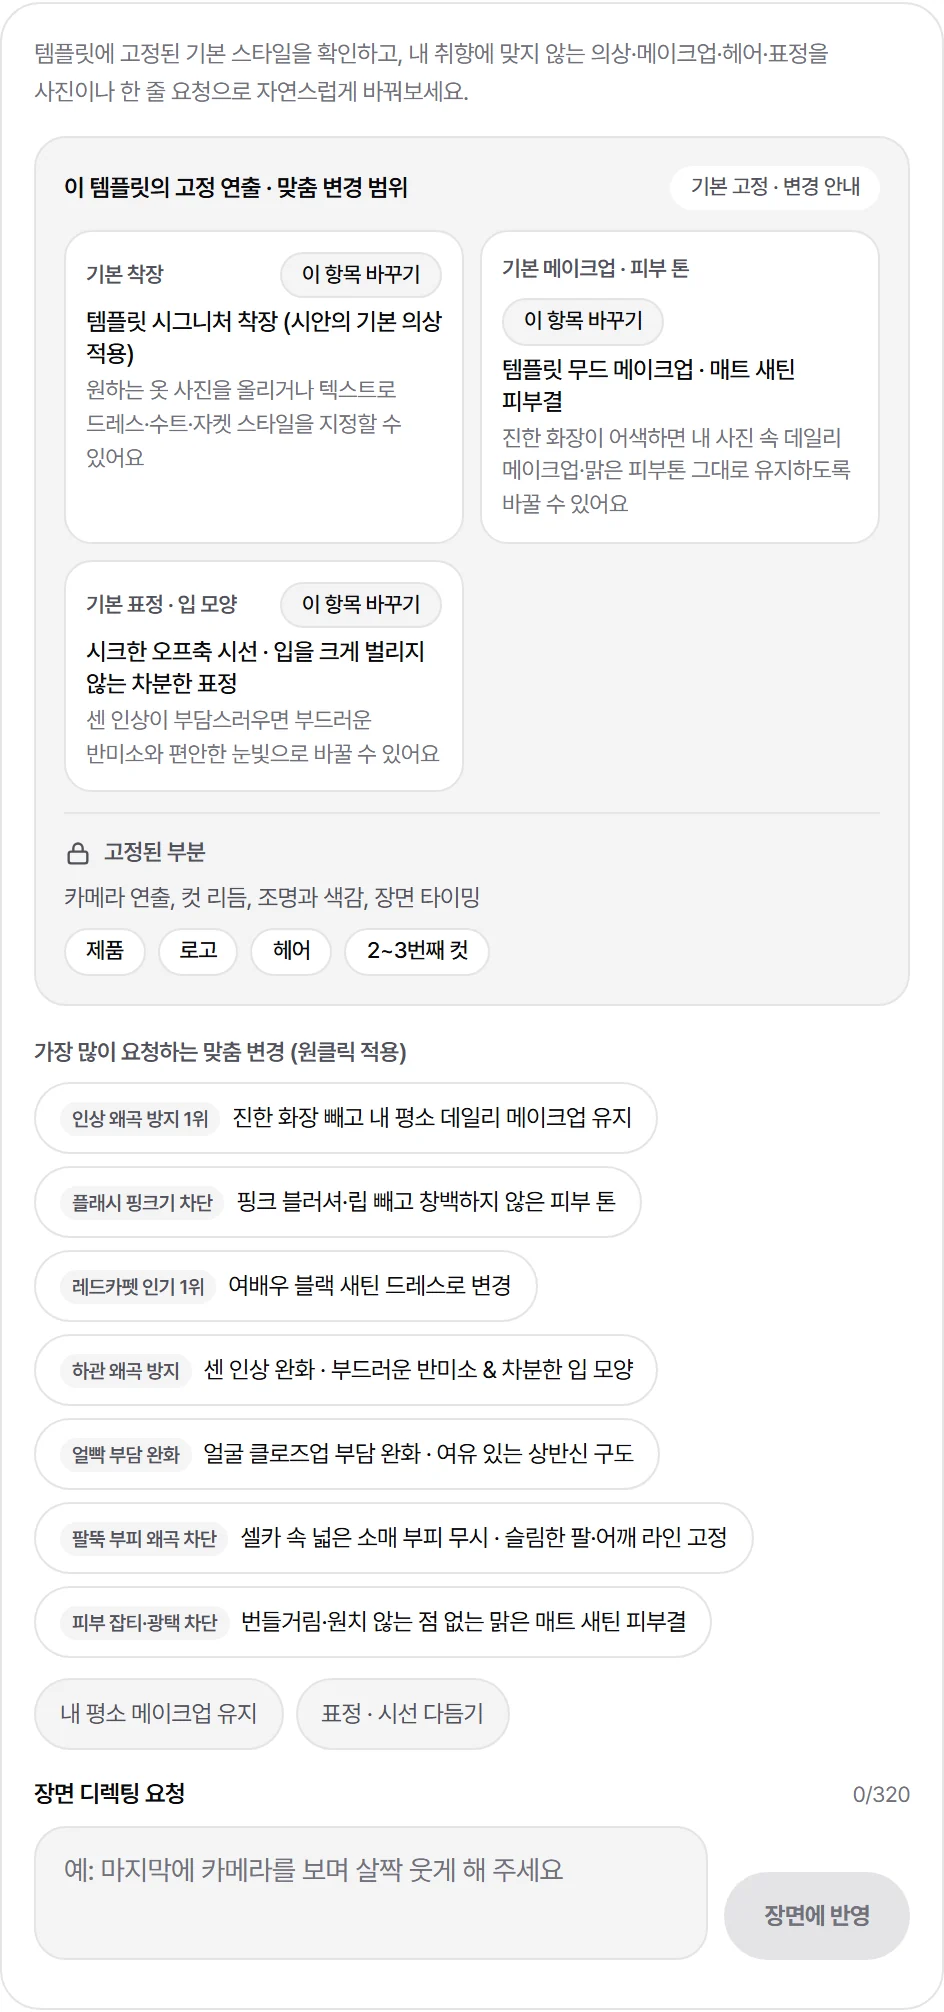 템플릿에 고정된 기본 스타일을 확인하고, 내 취향에 맞지 않는 의상·메이크업·헤어·표정을
사진이나 한 줄 요청으로 자연스럽게 바꿔보세요.
이 템플릿의 고정 연출 · 맞춤 변경 범위
기본 고정 · 변경 안내
기본 착장
이 항목 바꾸기
템플릿 시그니처 착장 (시안의 기본 의상
적용)
원하는 옷 사진을 올리거나 텍스트로
드레스·수트·자켓 스타일을 지정할 수
있어요
기본 메이크업 · 피부 톤
이 항목 바꾸기
템플릿 무드 메이크업 · 매트 새틴
피부결
진한 화장이 어색하면 내 사진 속 데일리
메이크업·맑은 피부톤 그대로 유지하도록
바꿀 수 있어요
기본 표정 · 입 모양
이 항목 바꾸기
시크한 오프축 시선 · 입을 크게 벌리지
않는 차분한 표정
센 인상이 부담스러우면 부드러운
반미소와 편안한 눈빛으로 바꿀 수 있어요
고정된 부분
카메라 연출, 컷 리듬, 조명과 색감, 장면 타이밍
제품
로고
헤어
2~3번째 컷
가장 많이 요청하는 맞춤 변경 (원클릭 적용)
인상 왜곡 방지 1위 진한 화장 빼고 내 평소 데일리 메이크업 유지
플래시 핑크기 차단 핑크 블러셔·립 빼고 창백하지 않은 피부 톤
레드카펫 인기 1위 여배우 블랙 새틴 드레스로 변경
하관 왜곡 방지 센 인상 완화 · 부드러운 반미소 & 차분한 입 모양
얼빡 부담 완화 얼굴 클로즈업 부담 완화 · 여유 있는 상반신 구도
팔뚝 부피 왜곡 차단 셀카 속 넓은 소매 부피 무시 · 슬림한 팔·어깨 라인 고정
피부 잡티·광택 차단 번들거림·원치 않는 점 없는 맑은 매트 새틴 피부결
내 평소 메이크업 유지
표정 · 시선 다듬기
장면 디렉팅 요청
0/320
예: 마지막에 카메라를 보며 살짝 웃게 해 주세요
장면에 반영